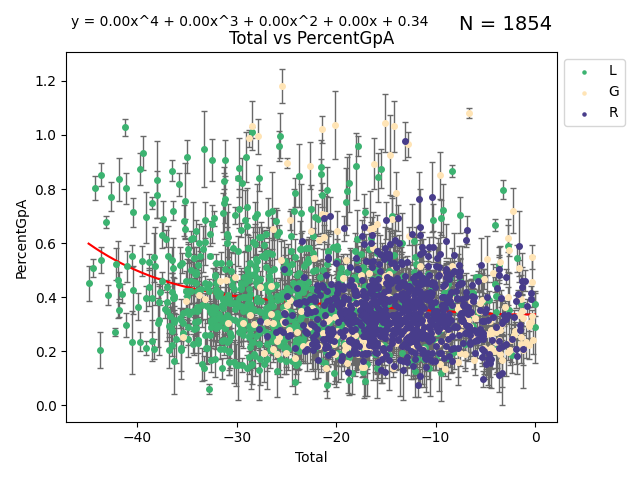 y = 0.00x^4 + 0.00x^3 + 0.00x^2 + 0.00x + 0.34
N = 1854
Total vs PercentGpA
L
G
R
PercentGpA
1.2
1.0
0.8
0.6
0.4
0.2
0.0
−40 −30 −20 −10 0
Total